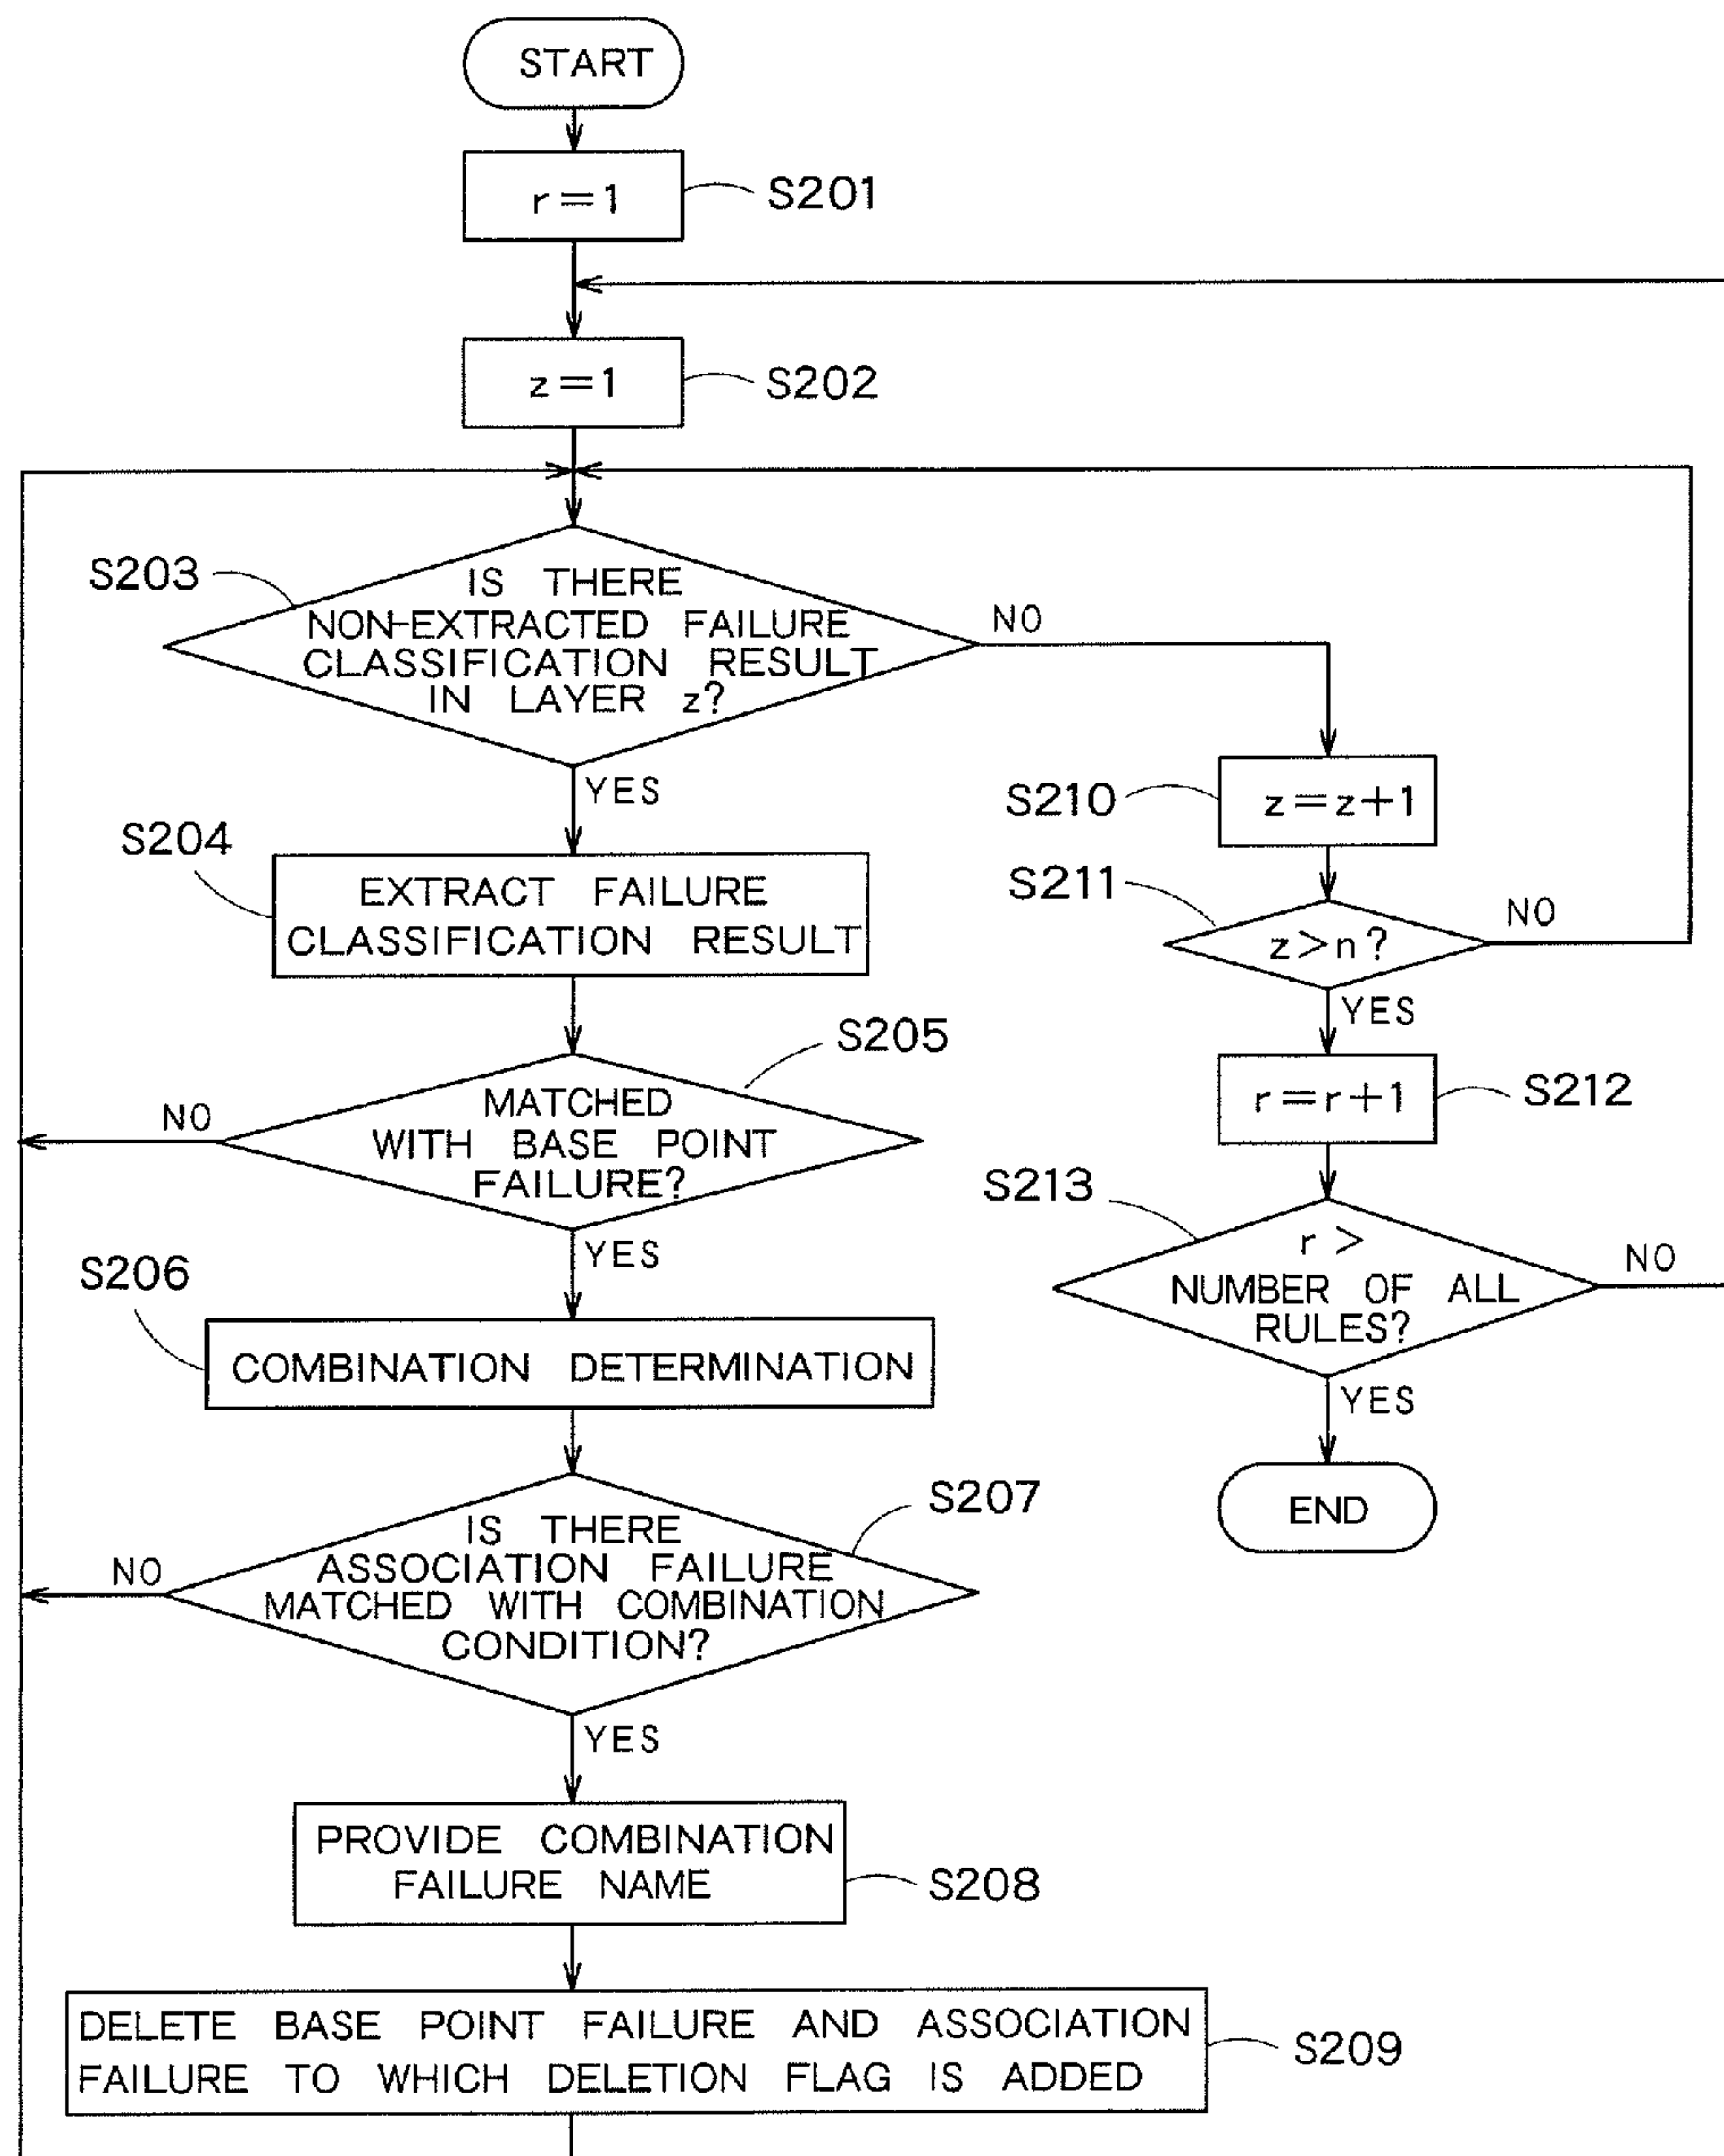 START
r=1
S201
z=1
S202
S203
IS THERE
NON-EXTRACTED FAILURE
CLASSIFICATION RESULT
IN LAYER z?
NO
YES
S204
EXTRACT FAILURE
CLASSIFICATION RESULT
S205
MATCHED
WITH BASE POINT
FAILURE?
NO
YES
S206
COMBINATION DETERMINATION
S207
IS THERE
ASSOCIATION FAILURE
MATCHED WITH COMBINATION
CONDITION?
NO
YES
PROVIDE COMBINATION
FAILURE NAME
S208
DELETE BASE POINT FAILURE AND ASSOCIATION
FAILURE TO WHICH DELETION FLAG IS ADDED
S209
S210
z=z+1
S211
z>n?
NO
YES
r=r+1
S212
S213
r >
NUMBER OF ALL
RULES?
NO
YES
END